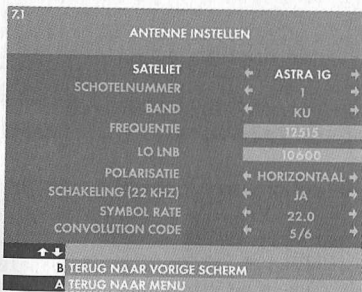 7.1
ANTENNE INSTELLEN
SATELIET ASTRA 1G
SCHOTELNUMMER 1
BAND KU
FREQUENTIE 12515
LO LNB 10600
POLARISATIE HORIZONTAAL
SCHAKELING (22 KHZ) JA
SYMBOL RATE 22.0
CONVOLUTION CODE 5/6
B TERUG NAAR VORIGE SCHERM
A TERUG NAAR MENU